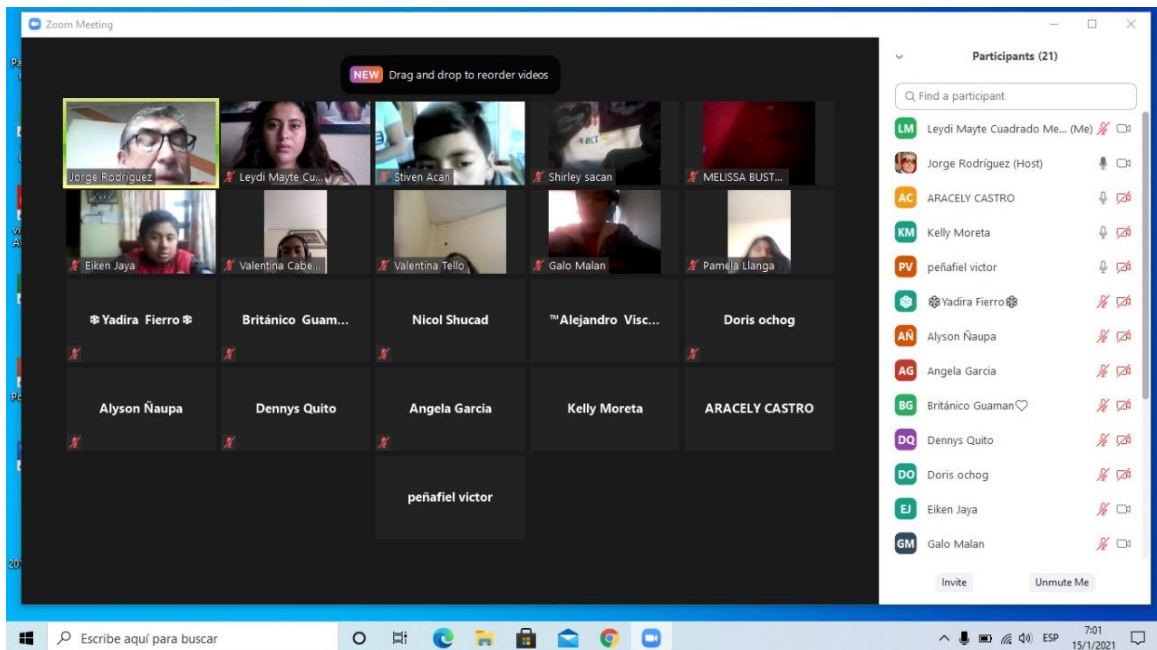 Zoom Meeting
Participants (21)
NEW Drag and drop to reorder videos
Find a participant
Jorge Rodríguez
Leydi Mayte Cu...
Stiven Acan
Shirley sacan
MELISSA BUST...
Eiken Jaya
Valentina Cabe...
Valentina Tello
Galo Malan
Pamela Llanga
❄ Yadira Fierro ❄
Británico Guam...
Nicol Shucad
™Alejandro Visc...
Doris ochog
Alyson Ñaupa
Dennys Quito
Angela Garcia
Kelly Moreta
ARACELY CASTRO
peñafiel victor
LM Leydi Mayte Cuadrado Me... (Me)
Jorge Rodríguez (Host)
AC ARACELY CASTRO
KM Kelly Moreta
PV peñafiel victor
❄Yadira Fierro❄
AÑ Alyson Ñaupa
AG Angela Garcia
BG Británico Guaman♡
DQ Dennys Quito
DO Doris ochog
EJ Eiken Jaya
GM Galo Malan
Invite
Unmute Me
Escribe aquí para buscar
ESP
7:01
15/1/2021